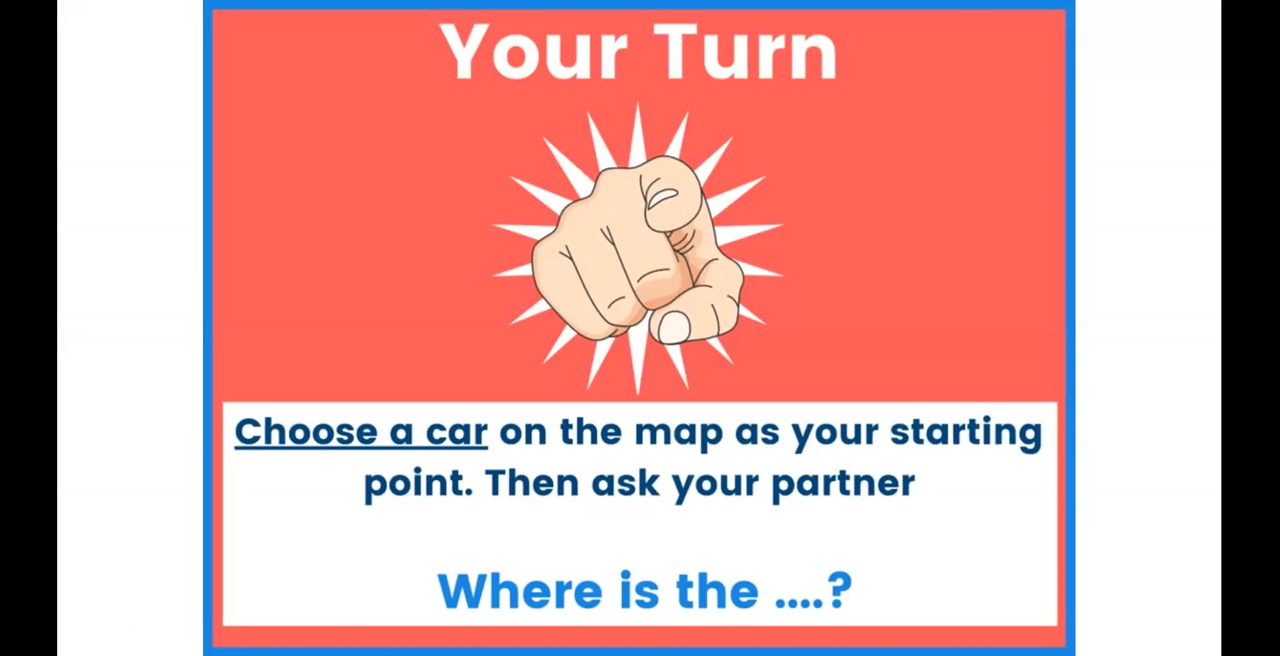 Your Turn
Choose a car on the map as your starting
point. Then ask your partner
Where is the ....?